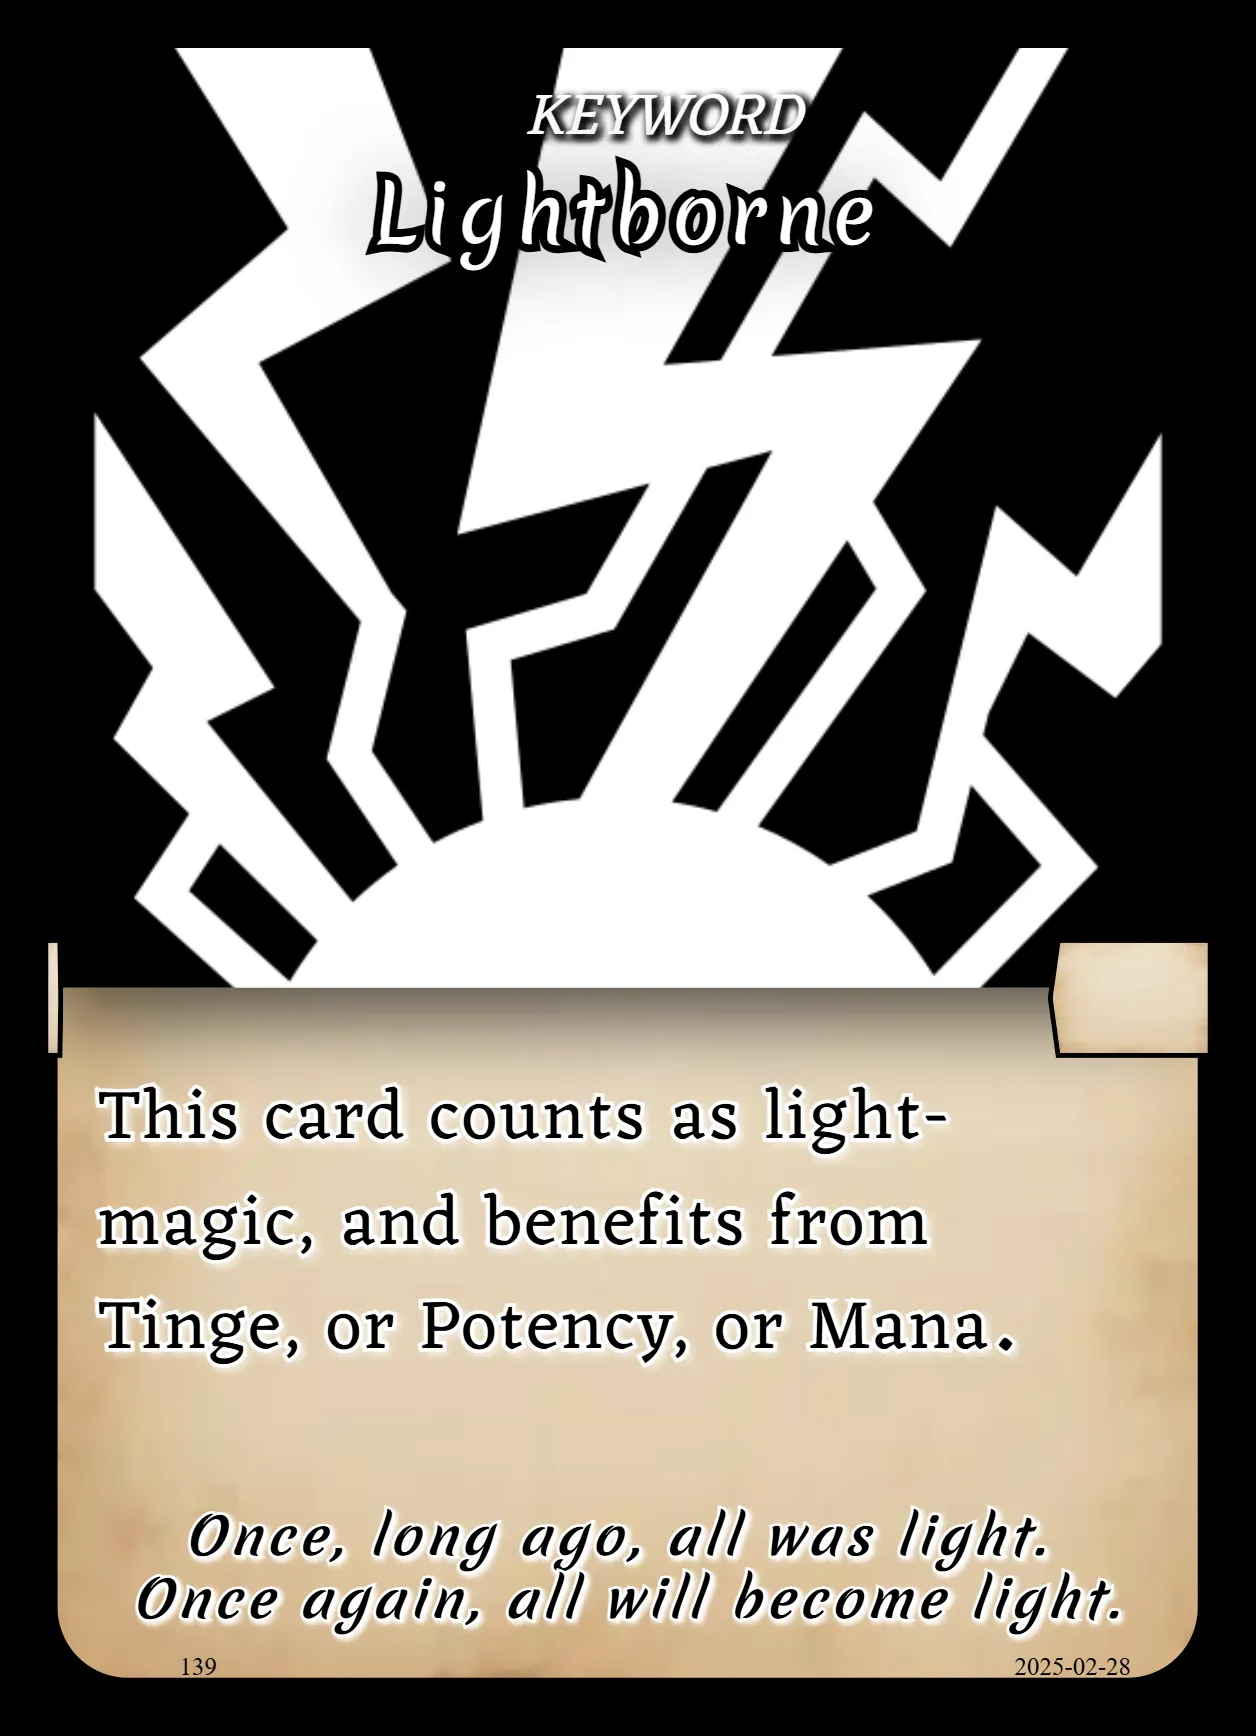 KEYWORD
Lightborne
This card counts as light-
magic, and benefits from
Tinge, or Potency, or Mana.
Once, long ago, all was light.
Once again, all will become light.
139
2025-02-28